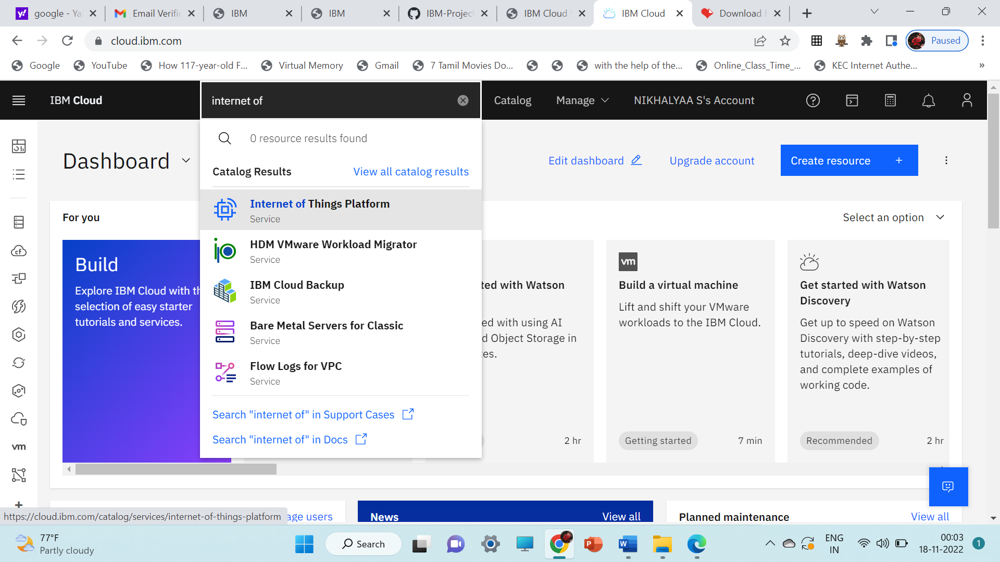 google - Ya
Email Verific
IBM
IBM
IBM-Project
IBM Cloud S
IBM Cloud
Download f
cloud.ibm.com
Paused
Google
YouTube
How 117-year-old F...
Virtual Memory
Gmail
7 Tamil Movies Do...
with the help of the...
Online_Class_Time_...
KEC Internet Authe...
»
IBM Cloud
internet of
Catalog
Manage
NIKHALYAA S's Account
0 resource results found
Dashboard
Edit dashboard
Upgrade account
Create resource +
Catalog Results
View all catalog results
Internet of Things Platform
Service
For you
Select an option
HDM VMware Workload Migrator
Service
IBM Cloud Backup
Service
Bare Metal Servers for Classic
Service
Flow Logs for VPC
Service
Search "internet of" in Support Cases
Search "internet of" in Docs
Build
Explore IBM Cloud with th
selection of easy starter
tutorials and services.
ted with Watson
ed with using AI
d Object Storage in
es.
2 hr
vm
Build a virtual machine
Lift and shift your VMware
workloads to the IBM Cloud.
Getting started
7 min
Get started with Watson
Discovery
Get up to speed on Watson
Discovery with step-by-step
tutorials, deep-dive videos,
and complete examples of
working code.
Recommended
2 hr
cf
vm
https://cloud.ibm.com/catalog/services/internet-of-things-platform
age users
News
View all
Planned maintenance
View all
77°F
Partly cloudy
Search
ENG
IN
00:03
18-11-2022
1